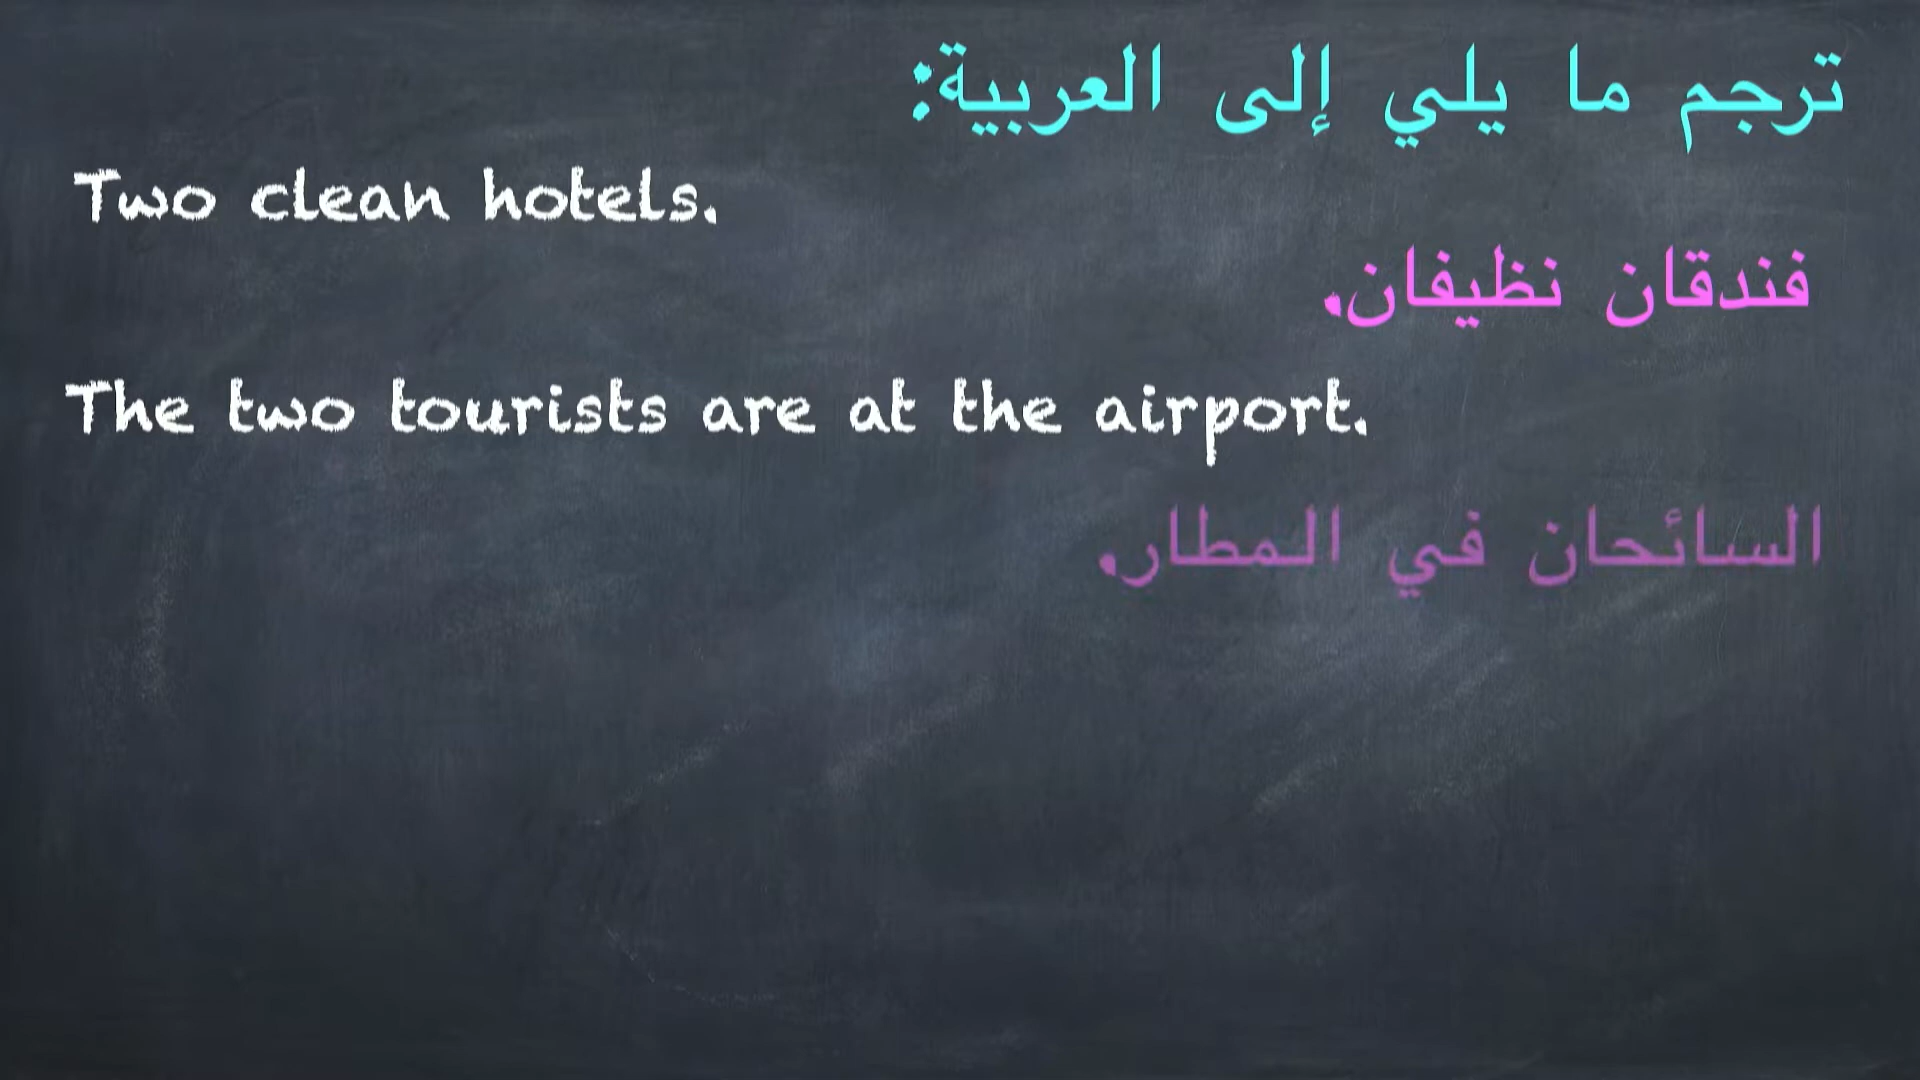 ترجم ما يلي إلى العربية:
Two clean hotels.
فندقان نظيفان.
The two tourists are at the airport.
السائحان في المطار.